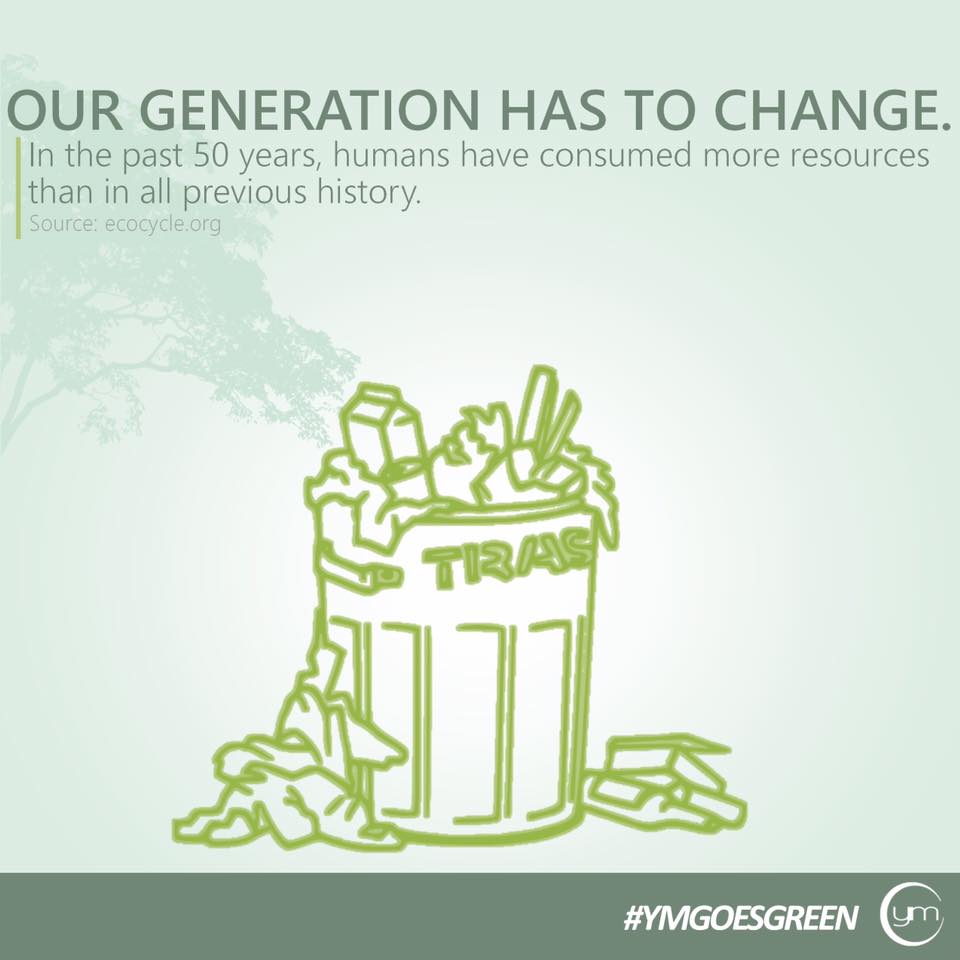 OUR GENERATION HAS TO CHANGE.
In the past 50 years, humans have consumed more resources
than in all previous history.
Source: ecocycle.org
TRAS
#YMGOESGREEN
ym